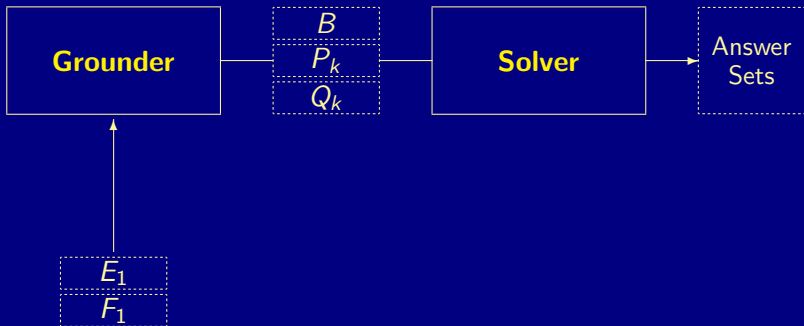 Grounder
B
P_k
Q_k
Solver
Answer
Sets
E_1
F_1